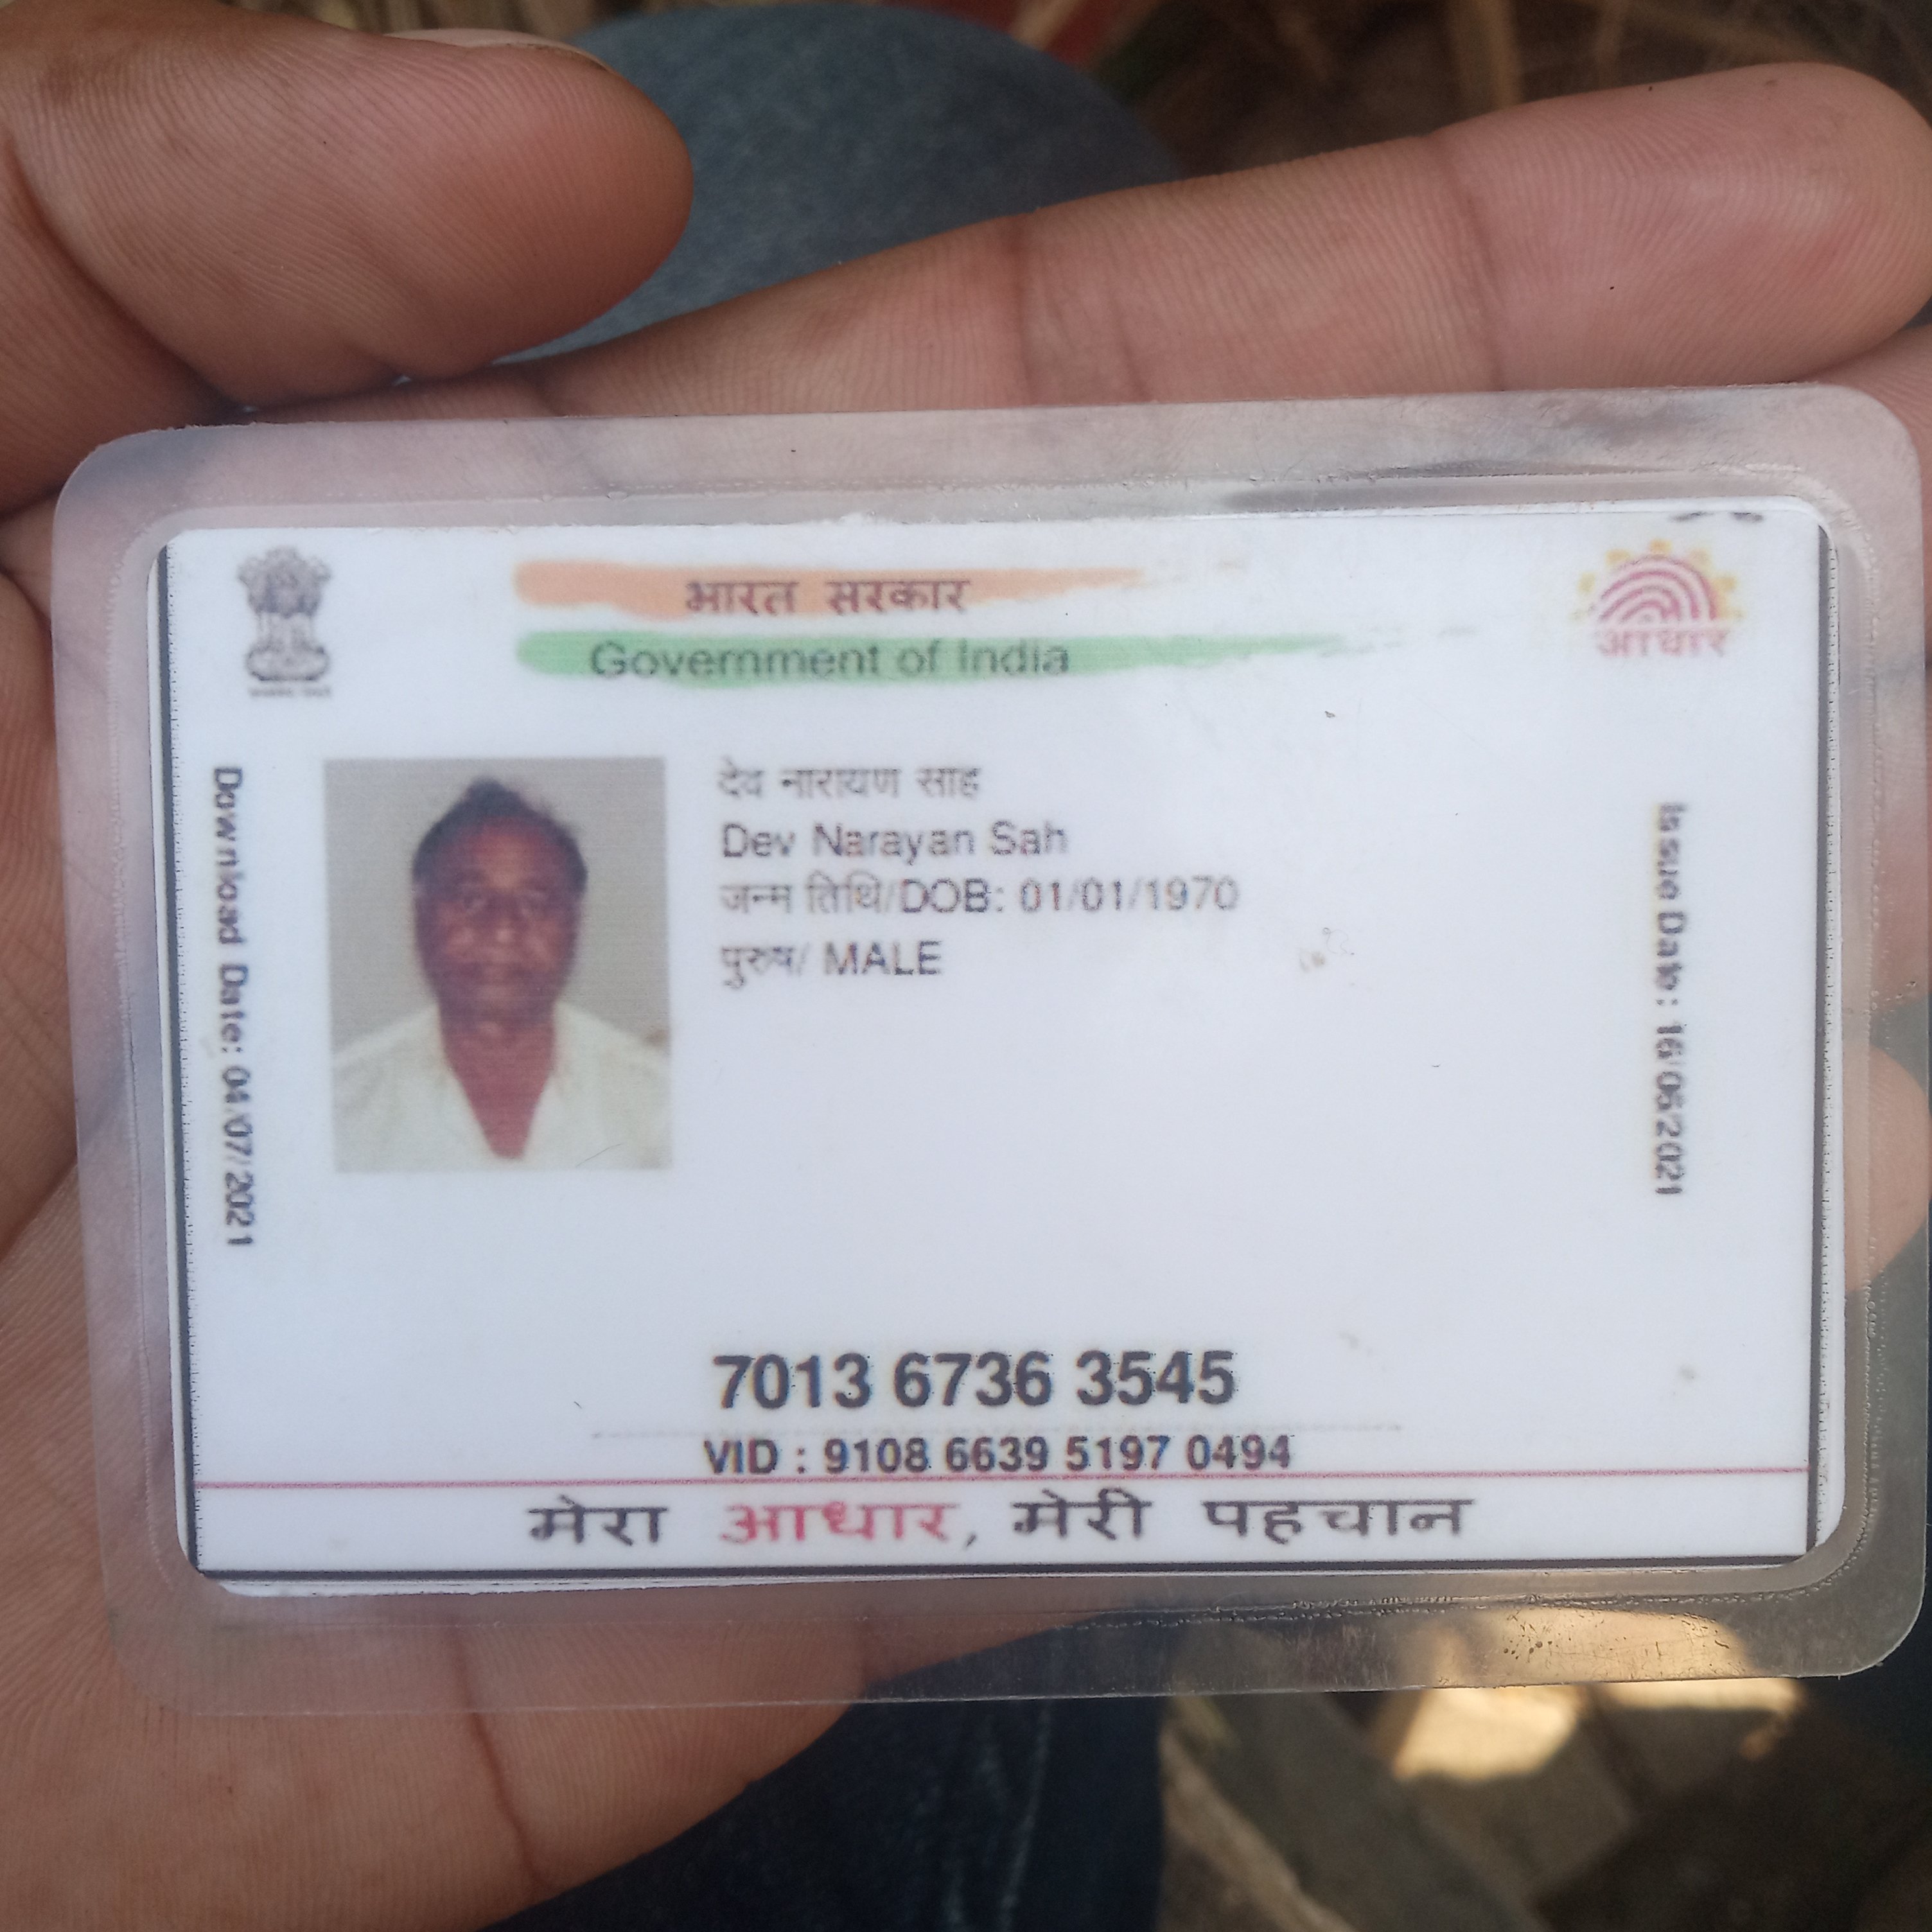 भारत सरकार
Government of India
आधार
Download Date: 04/07/2021
देव नारायण साह
Dev Narayan Sah
जन्म तिथि/DOB: 01/01/1970
पुरुष/ MALE
Issue Date: 16/06/2021
7013 6736 3545
VID : 9108 6639 5197 0494
मेरा आधार, मेरी पहचान